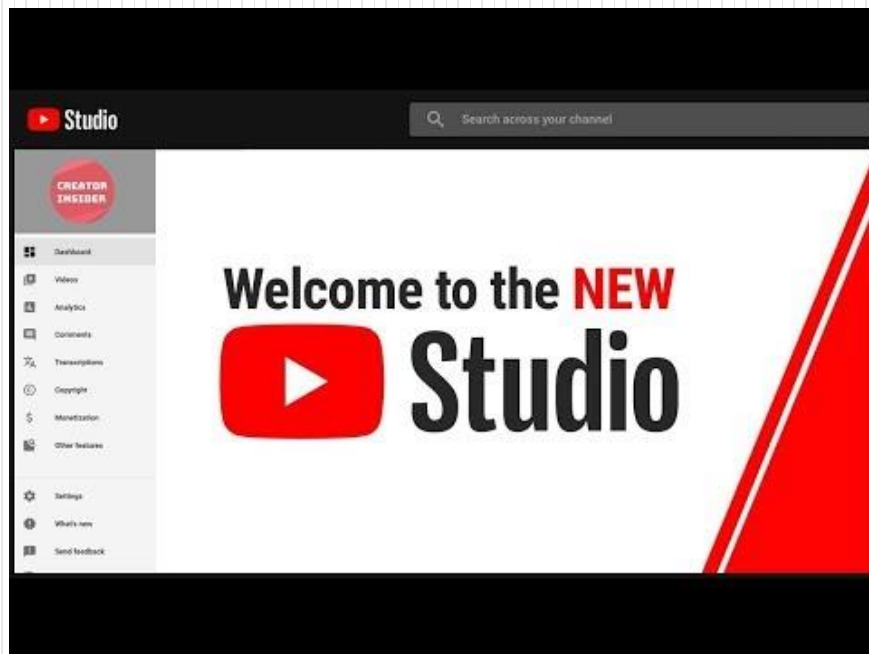 Studio
Search across your channel
CREATOR
INSIDER
Dashboard
Videos
Analytics
Comments
Transcriptions
Copyright
Monetization
Other features
Settings
What's new
Send feedback
Welcome to the NEW
Studio